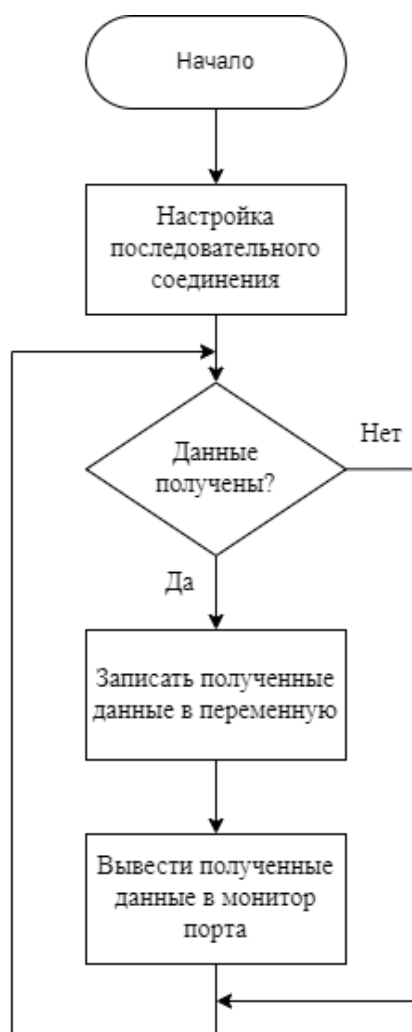 Начало
Настройка
последовательного
соединения
Данные
получены?
Нет
Да
Записать полученные
данные в переменную
Вывести полученные
данные в монитор
порта